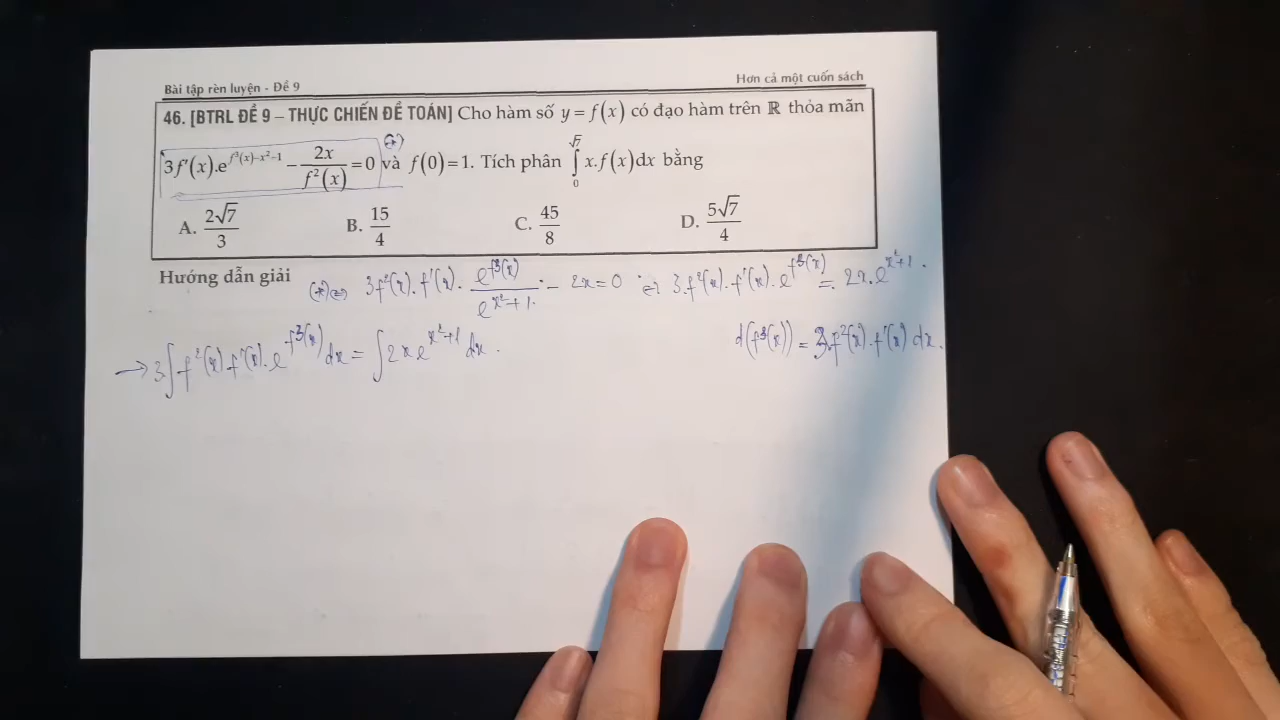 Bài tập rèn luyện - Đề 9
Hơn cả một cuốn sách
46. [BTRL ĐỀ 9 – THỰC CHIẾN ĐỀ TOÁN] Cho hàm số y = f(x) có đạo hàm trên ℝ thỏa mãn
3f'(x).e^{f³(x)−x²−1} − 2x/f²(x) = 0 và f(0) = 1. Tích phân ∫₀^{√7} x.f(x)dx bằng
(*)
A. 2√7/3 B. 15/4 C. 45/8 D. 5√7/4
Hướng dẫn giải
(*) ⇔ 3f²(x).f'(x). e^{f³(x)}/e^{x²+1} − 2x = 0 ⇔ 3.f²(x).f'(x).e^{f³(x)} = 2x.e^{x²+1}.
→ 3.∫f²(x)f'(x).e^{f³(x)}dx = ∫2xe^{x²+1}dx.
d(f³(x)) = 3.f²(x).f'(x)dx.